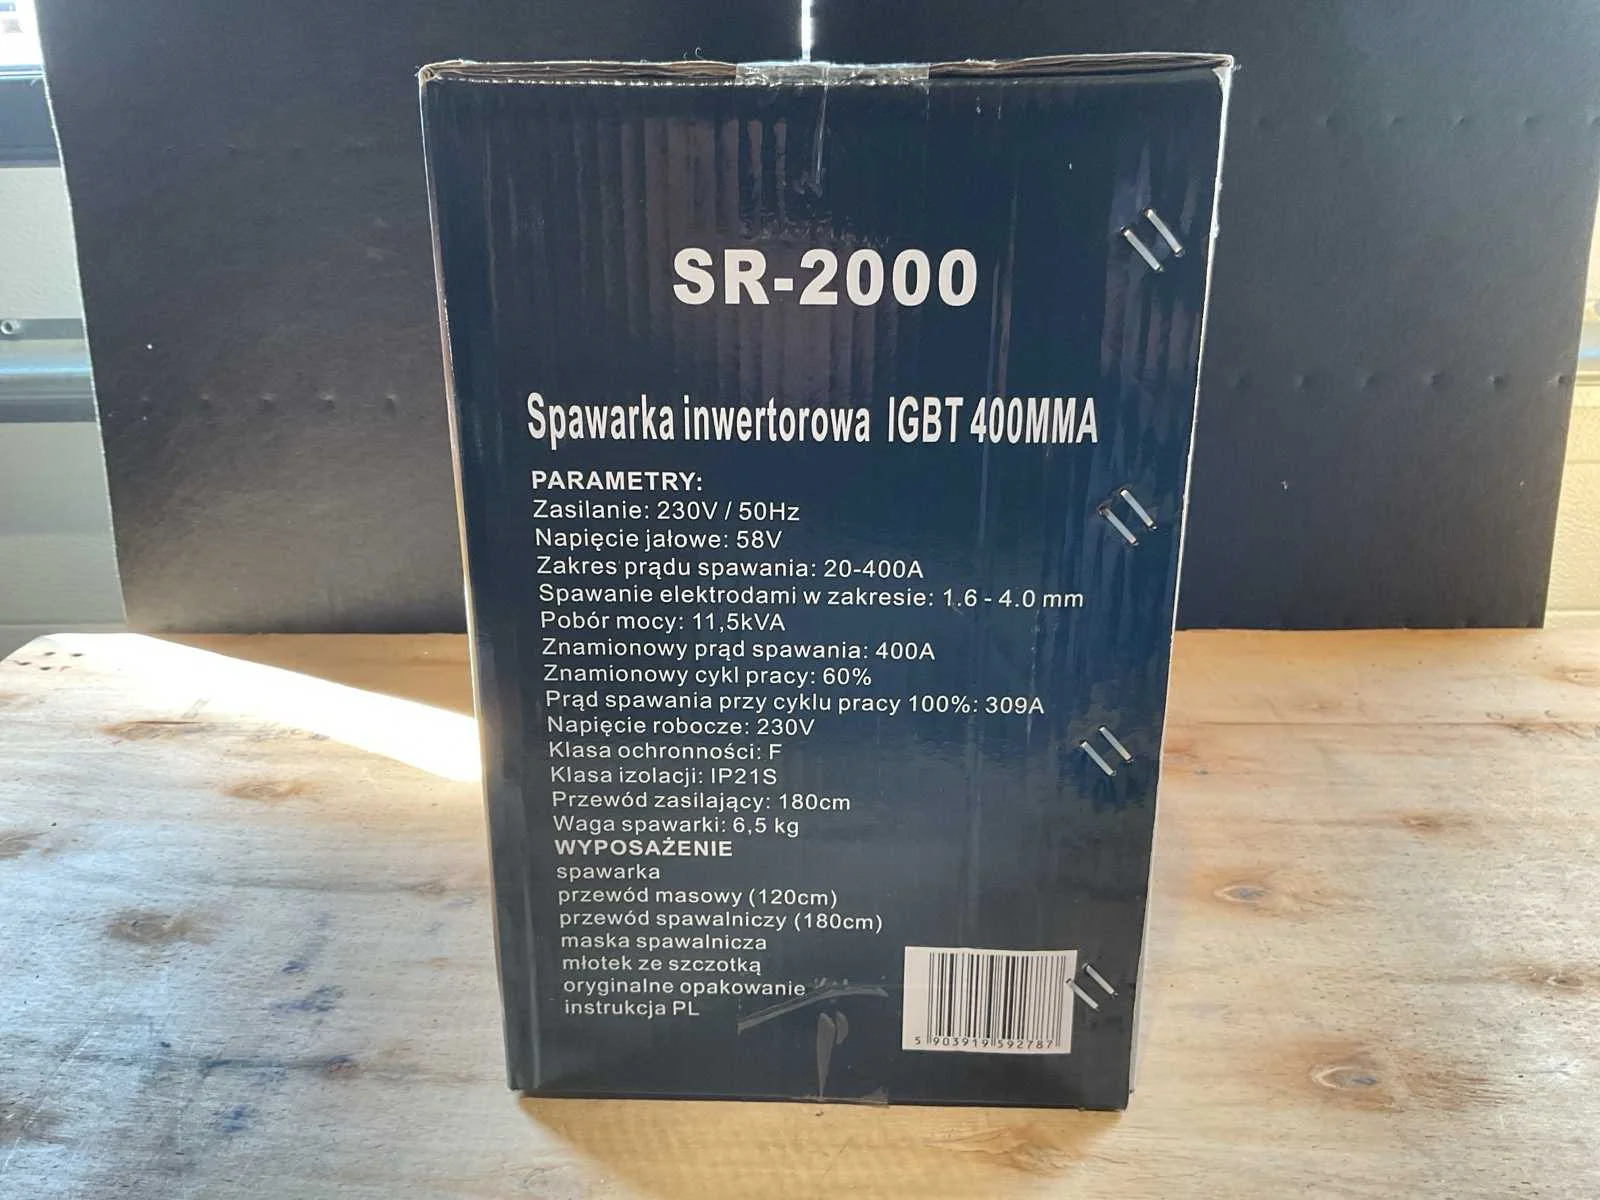 SR-2000
Spawarka inwertorowa IGBT 400MMA
PARAMETRY:
Zasilanie: 230V / 50Hz
Napięcie jałowe: 58V
Zakres prądu spawania: 20-400A
Spawanie elektrodami w zakresie: 1.6 - 4.0 mm
Pobór mocy: 11,5kVA
Znamionowy prąd spawania: 400A
Znamionowy cykl pracy: 60%
Prąd spawania przy cyklu pracy 100%: 309A
Napięcie robocze: 230V
Klasa ochronności: F
Klasa izolacji: IP21S
Przewód zasilający: 180cm
Waga spawarki: 6,5 kg
WYPOSAŻENIE
spawarka
przewód masowy (120cm)
przewód spawalniczy (180cm)
maska spawalnicza
młotek ze szczotką
oryginalne opakowanie
instrukcja PL
5 903919 592787